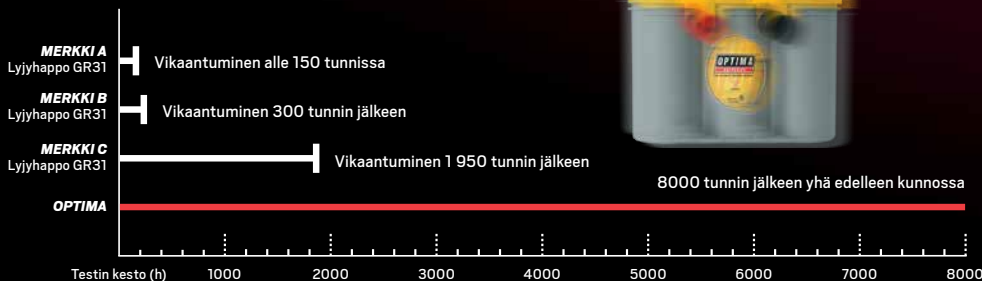 MERKKI A
Lyjyhappo GR31
Vikaantuminen alle 150 tunnissa
MERKKI B
Lyjyhappo GR31
Vikaantuminen 300 tunnin jälkeen
MERKKI C
Lyjyhappo GR31
Vikaantuminen 1 950 tunnin jälkeen
OPTIMA
8000 tunnin jälkeen yhä edelleen kunnossa
OPTIMA
Testin kesto (h) 1000 2000 3000 4000 5000 6000 7000 8000